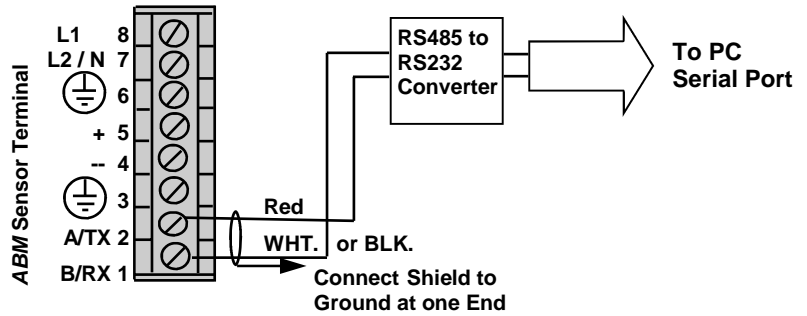 ABM Sensor Terminal
L1 8
L2 / N 7
6
+ 5
-- 4
3
A/TX 2
B/RX 1
Red
WHT. or BLK.
Connect Shield to
Ground at one End
RS485 to
RS232
Converter
To PC
Serial Port